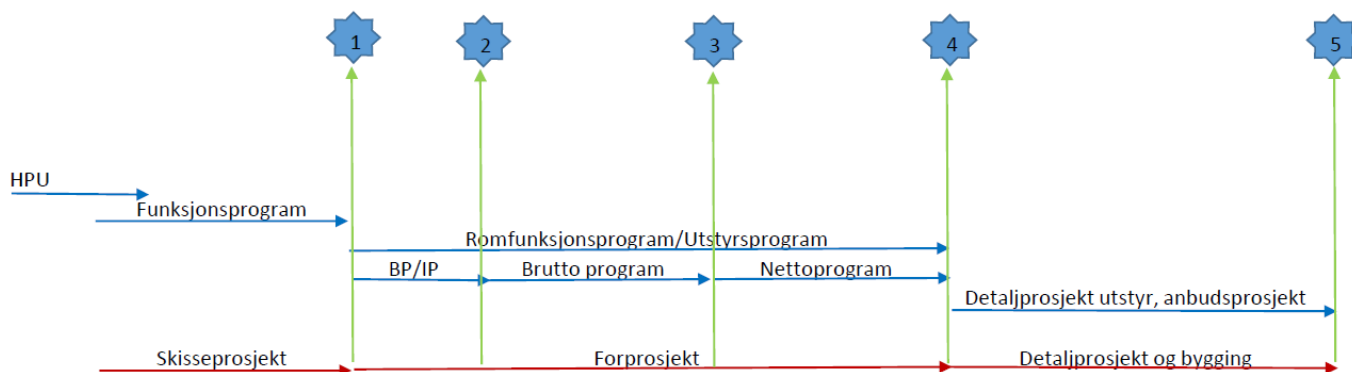 1 2 3 4 5
HPU
Funksjonsprogram
Romfunksjonsprogram/Utstyrsprogram
BP/IP Brutto program Nettoprogram
Detaljprosjekt utstyr, anbudsprosjekt
Skisseprosjekt Forprosjekt Detaljprosjekt og bygging